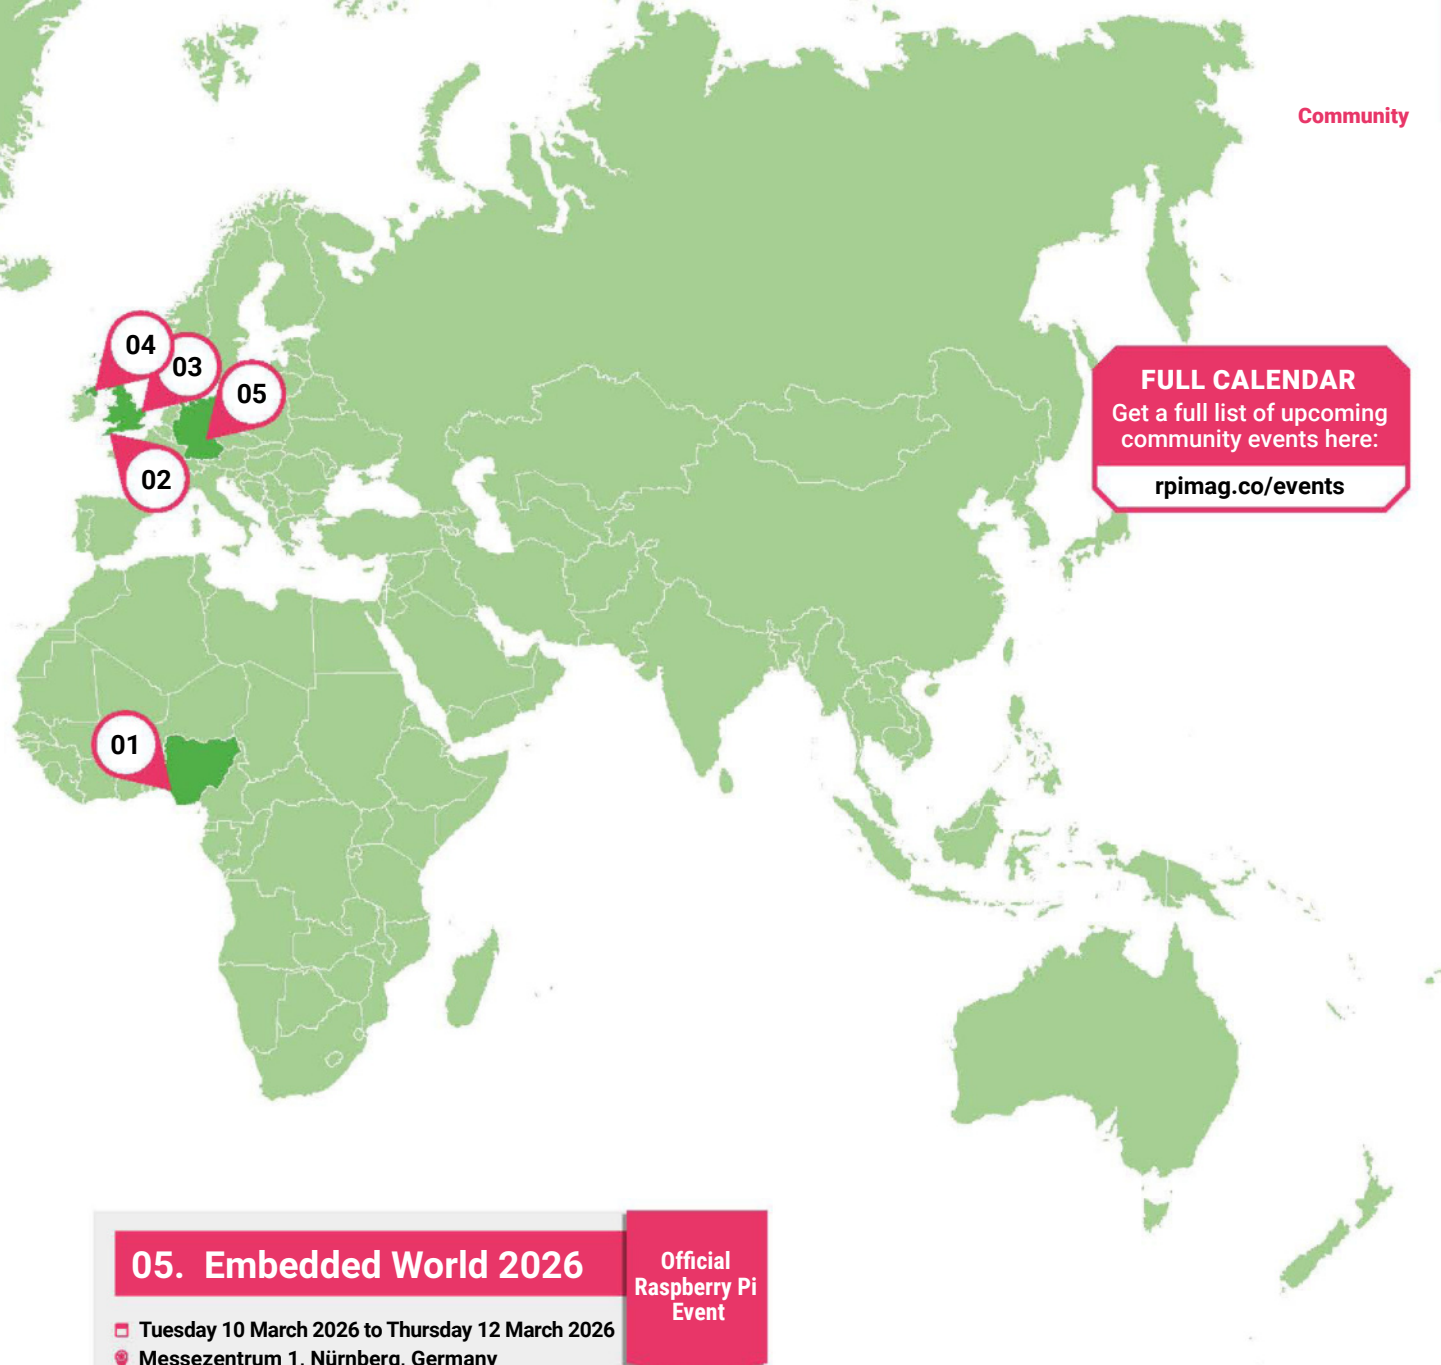 Community
04
03
05
02
FULL CALENDAR
Get a full list of upcoming
community events here:
rpimag.co/events
01
05. Embedded World 2026
Official
Raspberry Pi
Event
Tuesday 10 March 2026 to Thursday 12 March 2026
Messezentrum 1, Nürnberg, Germany